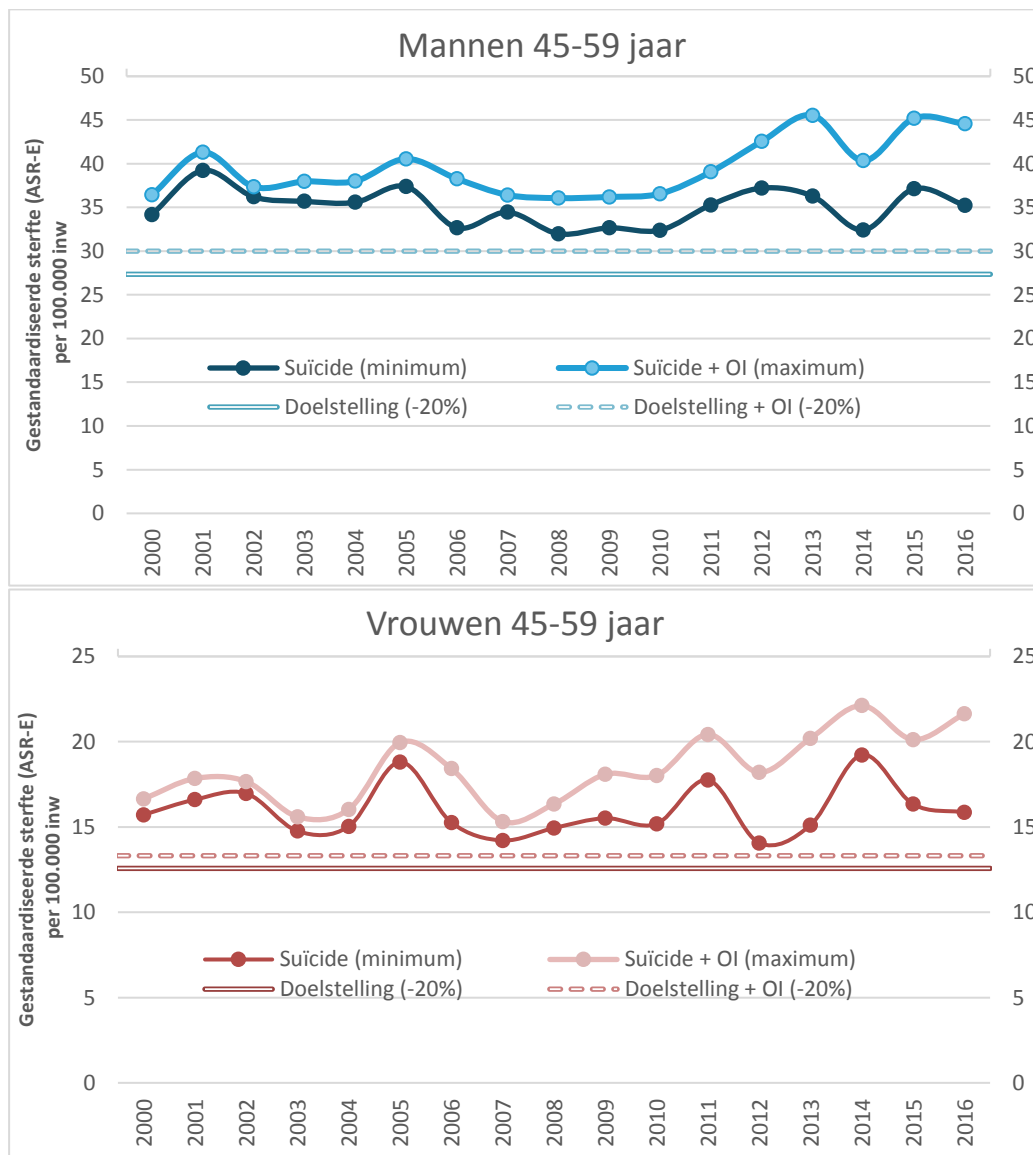 Mannen 45-59 jaar
Gestandaardiseerde sterfte (ASR-E)
per 100.000 inw
50 50
45 45
40 40
35 35
30 30
25 25
20 20
15 15
10 10
5 5
0 0
Suïcide (minimum) Suïcide + OI (maximum)
Doelstelling (-20%) Doelstelling + OI (-20%)
2000 2001 2002 2003 2004 2005 2006 2007 2008 2009 2010 2011 2012 2013 2014 2015 2016
Vrouwen 45-59 jaar
Gestandaardiseerde sterfte (ASR-E)
per 100.000 inw
25 25
20 20
15 15
10 10
5 5
0 0
Suïcide (minimum) Suïcide + OI (maximum)
Doelstelling (-20%) Doelstelling + OI (-20%)
2000 2001 2002 2003 2004 2005 2006 2007 2008 2009 2010 2011 2012 2013 2014 2015 2016